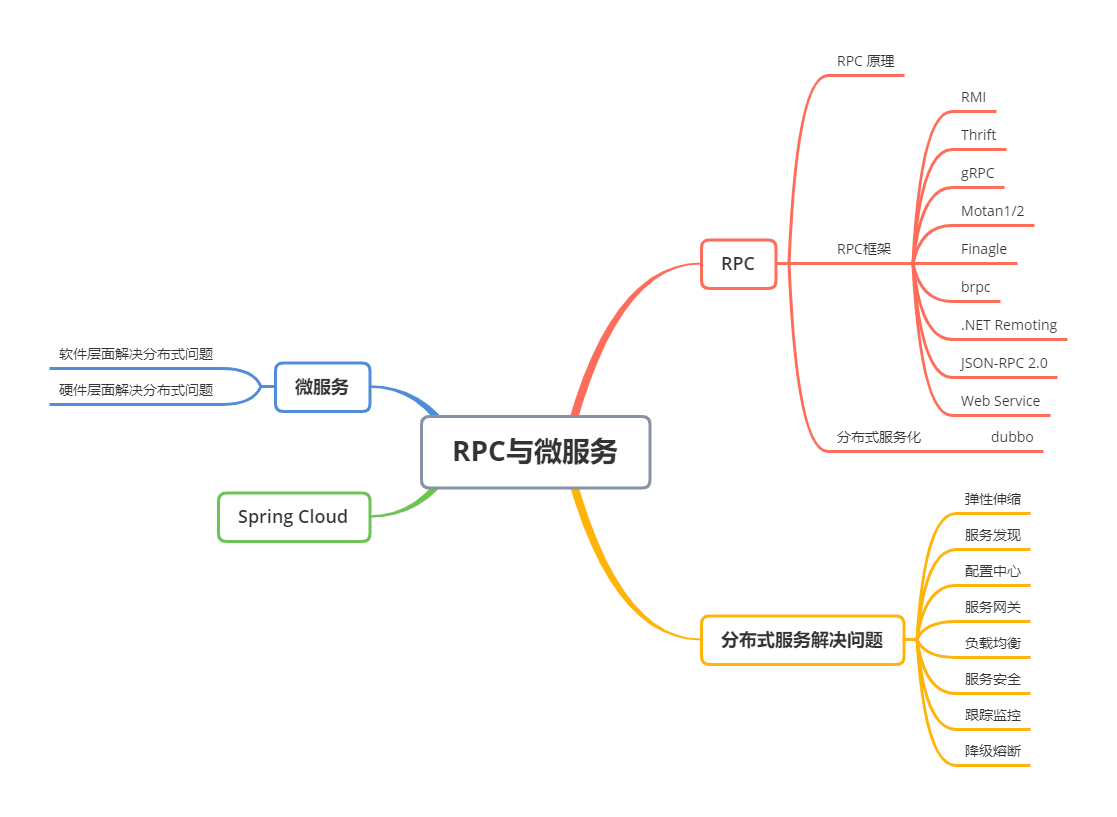 RPC与微服务
RPC
RPC 原理
RPC框架
RMI
Thrift
gRPC
Motan1/2
Finagle
brpc
.NET Remoting
JSON-RPC 2.0
Web Service
分布式服务化
dubbo
分布式服务解决问题
弹性伸缩
服务发现
配置中心
服务网关
负载均衡
服务安全
跟踪监控
降级熔断
微服务
软件层面解决分布式问题
硬件层面解决分布式问题
Spring Cloud